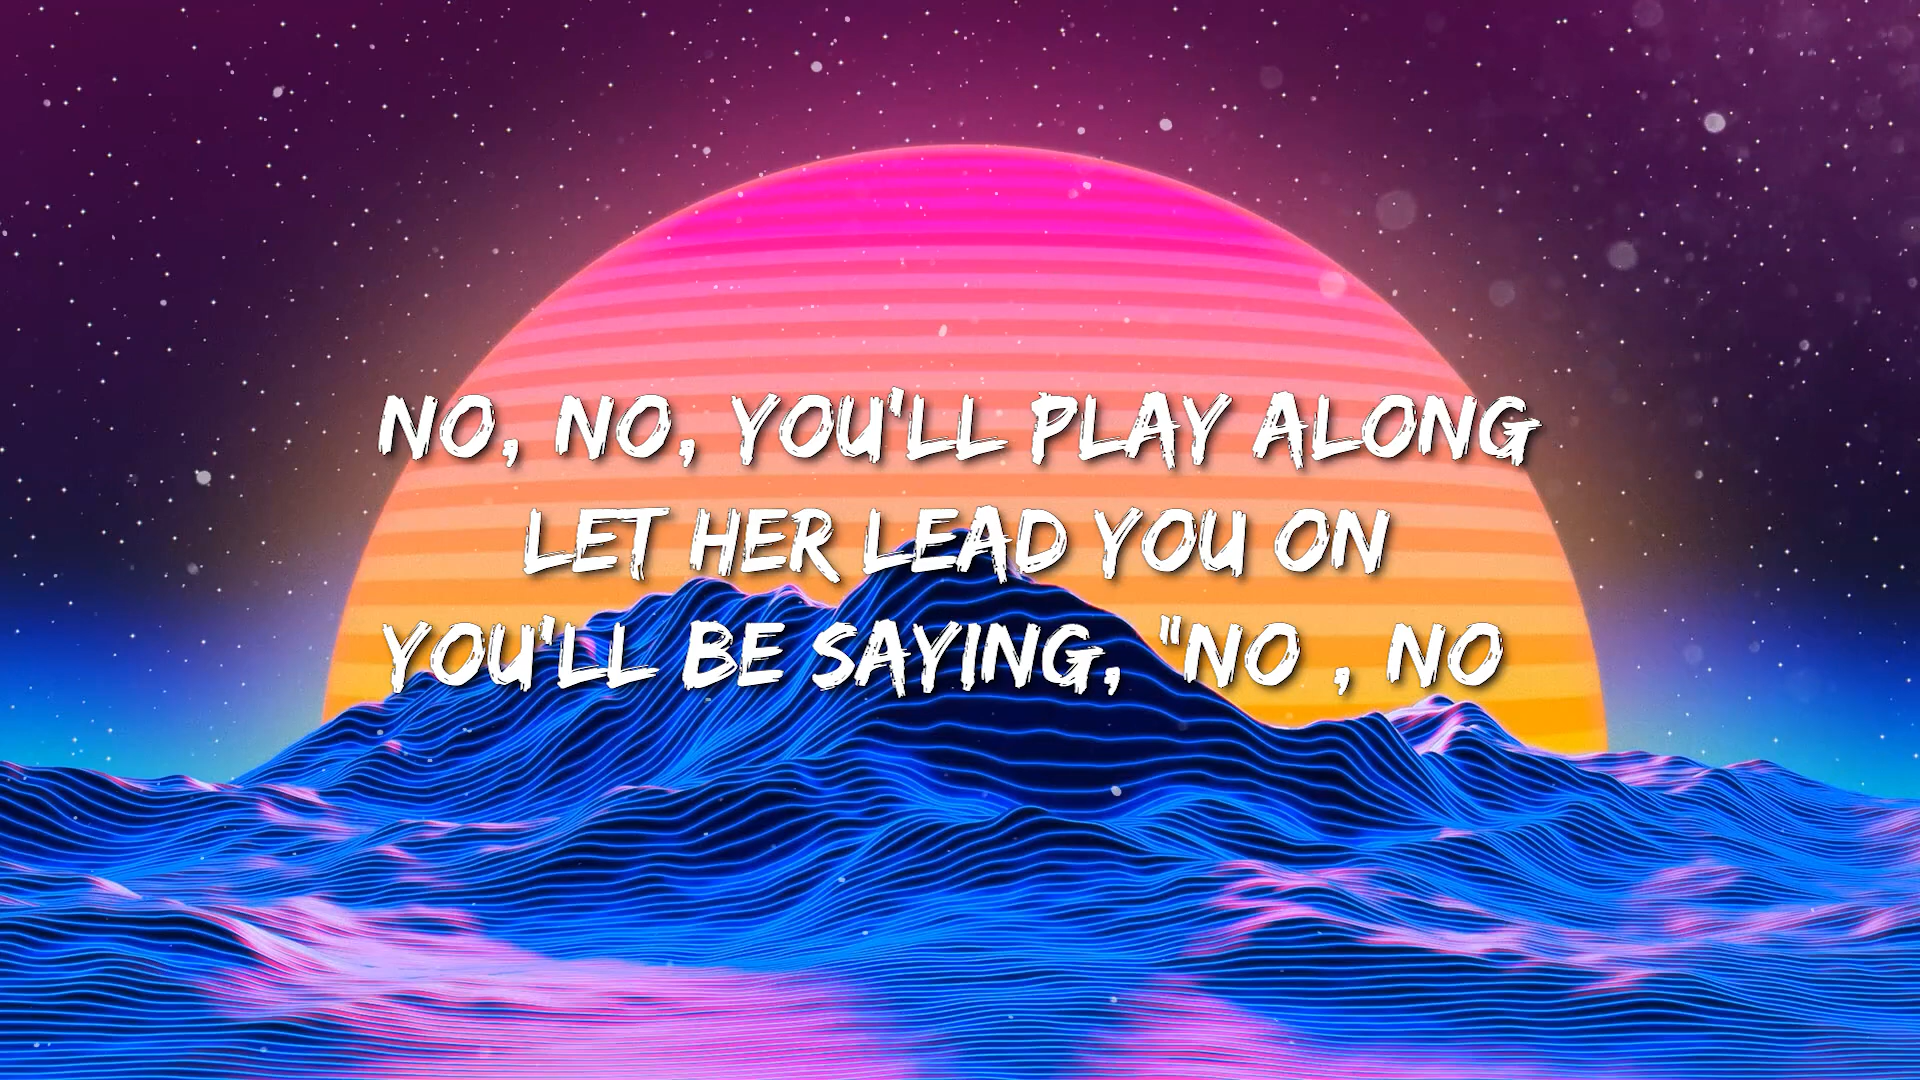 NO, NO, YOU'LL PLAY ALONG
LET HER LEAD YOU ON
YOU'LL BE SAYING, "NO , NO